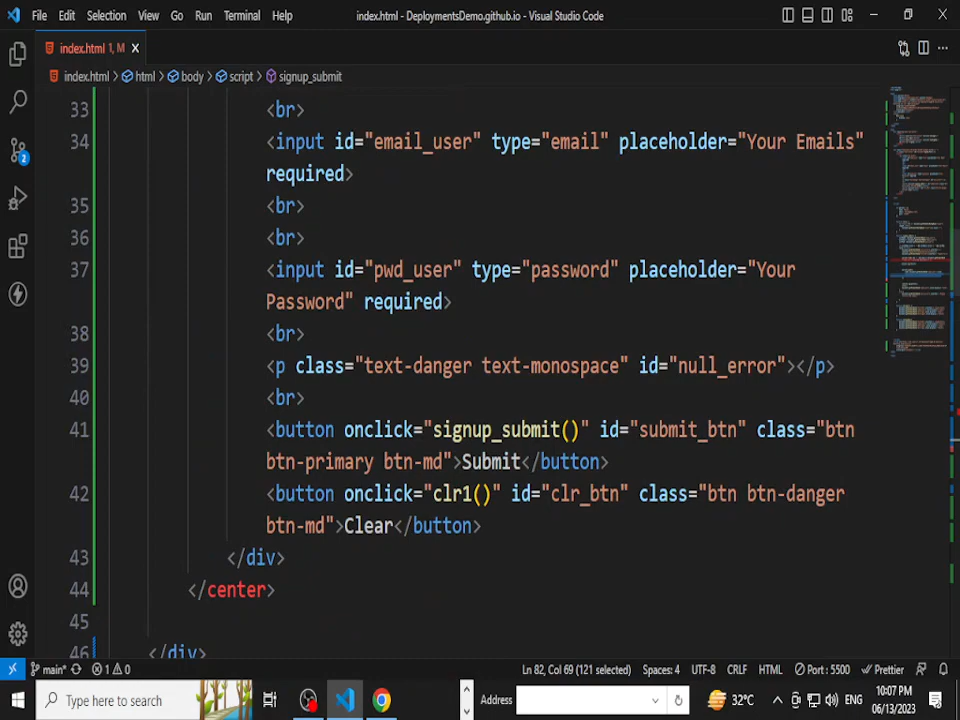 File Edit Selection View Go Run Terminal Help index.html - DeploymentsDemo.github.io - Visual Studio Code
index.html 1, M
index.html > html > body > script > signup_submit
33 <br>
34 <input id="email_user" type="email" placeholder="Your Emails"
required>
35 <br>
36 <br>
37 <input id="pwd_user" type="password" placeholder="Your
Password" required>
38 <br>
39 <p class="text-danger text-monospace" id="null_error"></p>
40 <br>
41 <button onclick="signup_submit()" id="submit_btn" class="btn
btn-primary btn-md">Submit</button>
42 <button onclick="clr1()" id="clr_btn" class="btn btn-danger
btn-md">Clear</button>
43 </div>
44 </center>
45
46 </div>
2
main* 1 0 Ln 82, Col 69 (121 selected) Spaces: 4 UTF-8 CRLF HTML Port : 5500 Prettier
Type here to search Address 32°C ENG 10:07 PM
06/13/2023